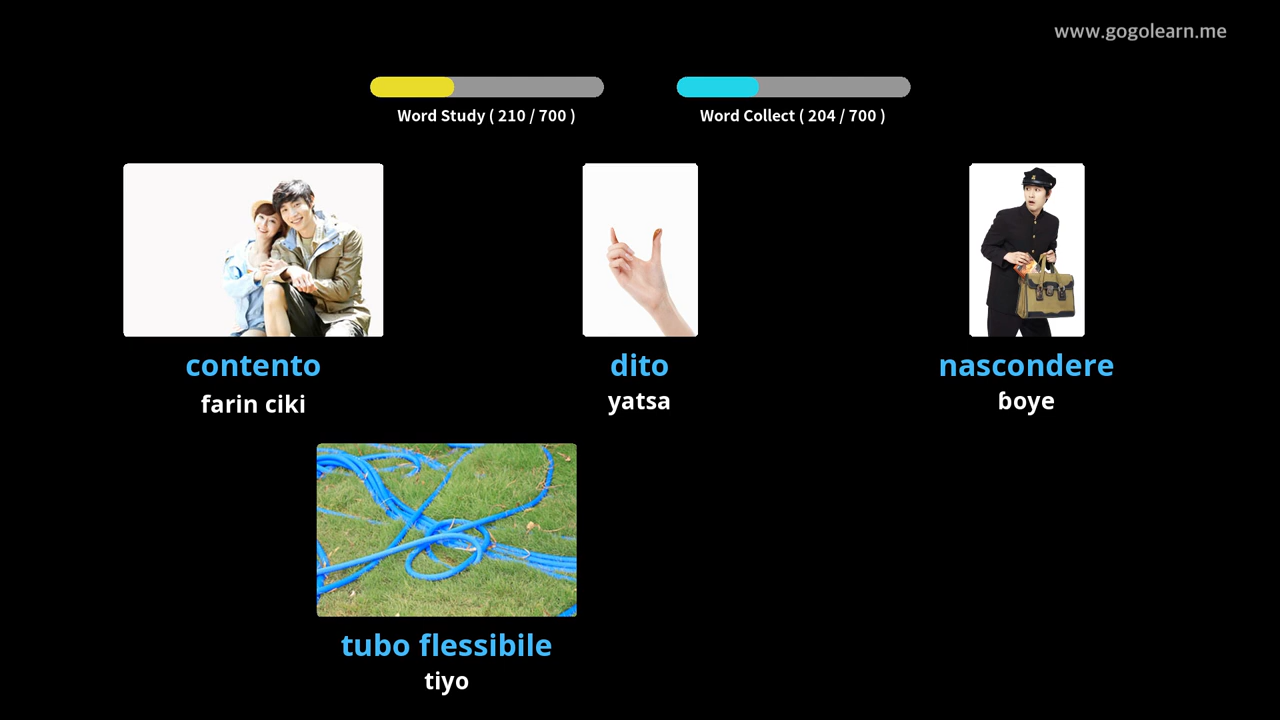 www.gogolearn.me
Word Study ( 210 / 700 )
Word Collect ( 204 / 700 )
contento
farin ciki
dito
yatsa
nascondere
ɓoye
tubo flessibile
tiyo